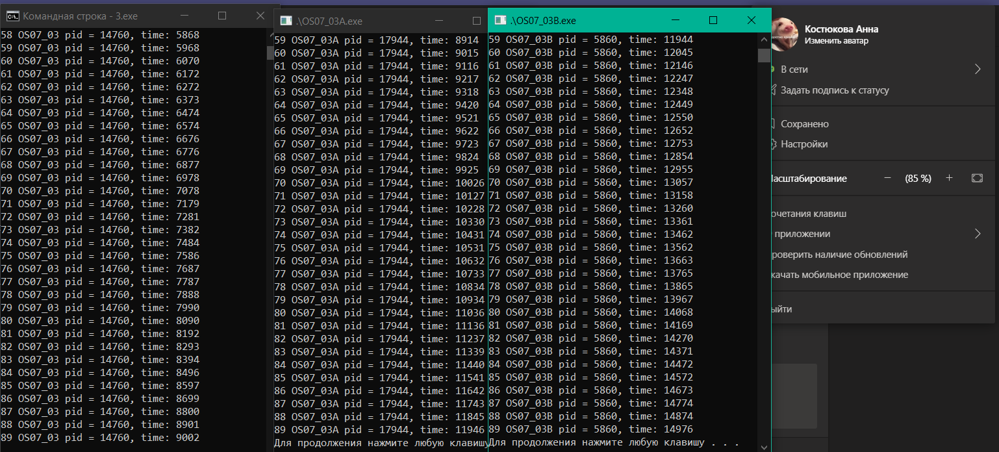 Командная строка - 3.exe
58 OS07_03 pid = 14760, time: 5868
59 OS07_03 pid = 14760, time: 5968
60 OS07_03 pid = 14760, time: 6070
61 OS07_03 pid = 14760, time: 6172
62 OS07_03 pid = 14760, time: 6272
63 OS07_03 pid = 14760, time: 6373
64 OS07_03 pid = 14760, time: 6474
65 OS07_03 pid = 14760, time: 6574
66 OS07_03 pid = 14760, time: 6676
67 OS07_03 pid = 14760, time: 6776
68 OS07_03 pid = 14760, time: 6877
69 OS07_03 pid = 14760, time: 6978
70 OS07_03 pid = 14760, time: 7078
71 OS07_03 pid = 14760, time: 7179
72 OS07_03 pid = 14760, time: 7281
73 OS07_03 pid = 14760, time: 7382
74 OS07_03 pid = 14760, time: 7484
75 OS07_03 pid = 14760, time: 7586
76 OS07_03 pid = 14760, time: 7687
77 OS07_03 pid = 14760, time: 7787
78 OS07_03 pid = 14760, time: 7888
79 OS07_03 pid = 14760, time: 7990
80 OS07_03 pid = 14760, time: 8090
81 OS07_03 pid = 14760, time: 8192
82 OS07_03 pid = 14760, time: 8293
83 OS07_03 pid = 14760, time: 8394
84 OS07_03 pid = 14760, time: 8496
85 OS07_03 pid = 14760, time: 8597
86 OS07_03 pid = 14760, time: 8699
87 OS07_03 pid = 14760, time: 8800
88 OS07_03 pid = 14760, time: 8901
89 OS07_03 pid = 14760, time: 9002
.\OS07_03A.exe
59 OS07_03A pid = 17944, time: 8914
60 OS07_03A pid = 17944, time: 9015
61 OS07_03A pid = 17944, time: 9116
62 OS07_03A pid = 17944, time: 9217
63 OS07_03A pid = 17944, time: 9318
64 OS07_03A pid = 17944, time: 9420
65 OS07_03A pid = 17944, time: 9521
66 OS07_03A pid = 17944, time: 9622
67 OS07_03A pid = 17944, time: 9723
68 OS07_03A pid = 17944, time: 9824
69 OS07_03A pid = 17944, time: 9925
70 OS07_03A pid = 17944, time: 10026
71 OS07_03A pid = 17944, time: 10127
72 OS07_03A pid = 17944, time: 10228
73 OS07_03A pid = 17944, time: 10330
74 OS07_03A pid = 17944, time: 10431
75 OS07_03A pid = 17944, time: 10531
76 OS07_03A pid = 17944, time: 10632
77 OS07_03A pid = 17944, time: 10733
78 OS07_03A pid = 17944, time: 10834
79 OS07_03A pid = 17944, time: 10934
80 OS07_03A pid = 17944, time: 11036
81 OS07_03A pid = 17944, time: 11136
82 OS07_03A pid = 17944, time: 11237
83 OS07_03A pid = 17944, time: 11339
84 OS07_03A pid = 17944, time: 11440
85 OS07_03A pid = 17944, time: 11541
86 OS07_03A pid = 17944, time: 11642
87 OS07_03A pid = 17944, time: 11743
88 OS07_03A pid = 17944, time: 11845
89 OS07_03A pid = 17944, time: 11946
Для продолжения нажмите любую клавишу
.\OS07_03B.exe
59 OS07_03B pid = 5860, time: 11944
60 OS07_03B pid = 5860, time: 12045
61 OS07_03B pid = 5860, time: 12146
62 OS07_03B pid = 5860, time: 12247
63 OS07_03B pid = 5860, time: 12348
64 OS07_03B pid = 5860, time: 12449
65 OS07_03B pid = 5860, time: 12550
66 OS07_03B pid = 5860, time: 12652
67 OS07_03B pid = 5860, time: 12753
68 OS07_03B pid = 5860, time: 12854
69 OS07_03B pid = 5860, time: 12955
70 OS07_03B pid = 5860, time: 13057
71 OS07_03B pid = 5860, time: 13158
72 OS07_03B pid = 5860, time: 13260
73 OS07_03B pid = 5860, time: 13361
74 OS07_03B pid = 5860, time: 13462
75 OS07_03B pid = 5860, time: 13562
76 OS07_03B pid = 5860, time: 13663
77 OS07_03B pid = 5860, time: 13765
78 OS07_03B pid = 5860, time: 13865
79 OS07_03B pid = 5860, time: 13967
80 OS07_03B pid = 5860, time: 14068
81 OS07_03B pid = 5860, time: 14169
82 OS07_03B pid = 5860, time: 14270
83 OS07_03B pid = 5860, time: 14371
84 OS07_03B pid = 5860, time: 14472
85 OS07_03B pid = 5860, time: 14572
86 OS07_03B pid = 5860, time: 14673
87 OS07_03B pid = 5860, time: 14774
88 OS07_03B pid = 5860, time: 14874
89 OS07_03B pid = 5860, time: 14976
Для продолжения нажмите любую клавишу . . .
Костюкова Анна
Изменить аватар
В сети
Задать подпись к статусу
Сохранено
Настройки
асштабирование
(85 %)
очетания клавиш
приложении
роверить наличие обновлений
качать мобильное приложение
ыйти